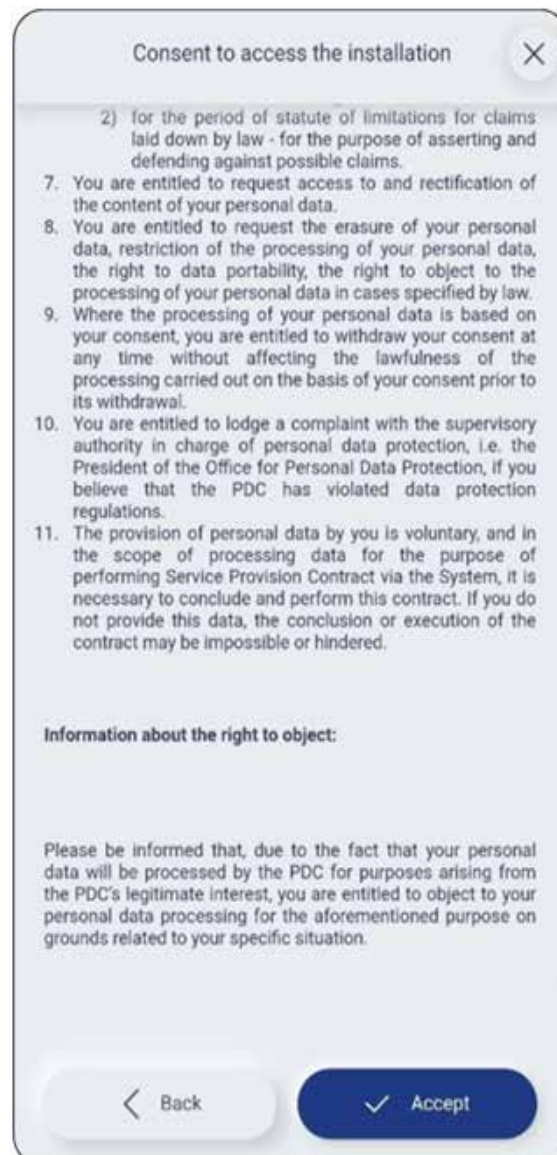 Consent to access the installation
2) for the period of statute of limitations for claims
laid down by law - for the purpose of asserting and
defending against possible claims.
7. You are entitled to request access to and rectification of
the content of your personal data.
8. You are entitled to request the erasure of your personal
data, restriction of the processing of your personal data,
the right to data portability, the right to object to the
processing of your personal data in cases specified by law.
9. Where the processing of your personal data is based on
your consent, you are entitled to withdraw your consent at
any time without affecting the lawfulness of the
processing carried out on the basis of your consent prior to
its withdrawal.
10. You are entitled to lodge a complaint with the supervisory
authority in charge of personal data protection, i.e. the
President of the Office for Personal Data Protection, if you
believe that the PDC has violated data protection
regulations.
11. The provision of personal data by you is voluntary, and in
the scope of processing data for the purpose of
performing Service Provision Contract via the System, it is
necessary to conclude and perform this contract. If you do
not provide this data, the conclusion or execution of the
contract may be impossible or hindered.
Information about the right to object:
Please be informed that, due to the fact that your personal
data will be processed by the PDC for purposes arising from
the PDC's legitimate interest, you are entitled to object to your
personal data processing for the aforementioned purpose on
grounds related to your specific situation.
Back
Accept